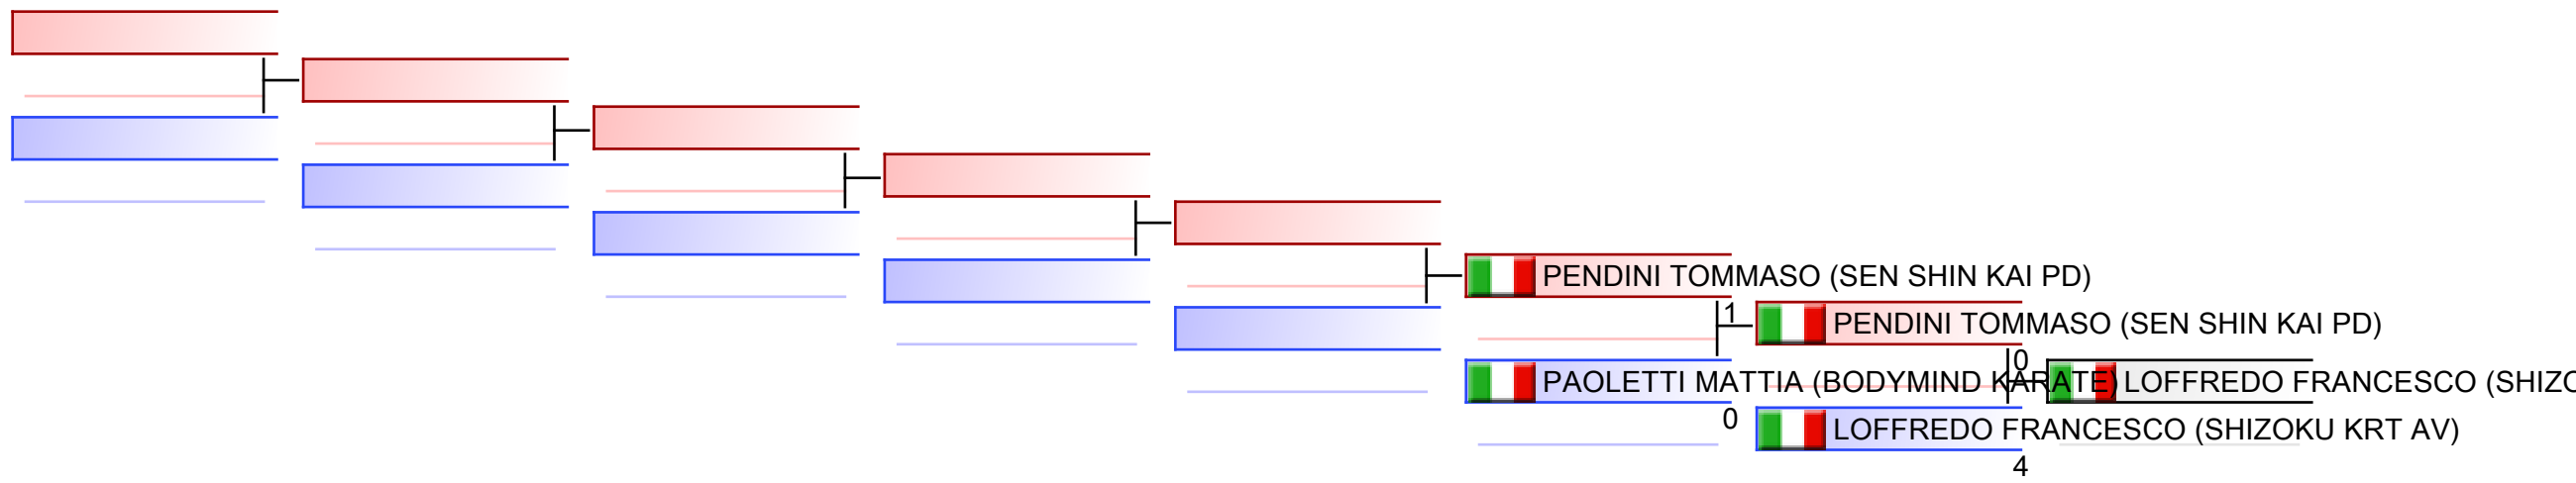 PENDINI TOMMASO (SEN SHIN KAI PD)
1
PENDINI TOMMASO (SEN SHIN KAI PD)
PAOLETTI MATTIA (BODYMIND KARATE)
0
0
LOFFREDO FRANCESCO (SHIZO
LOFFREDO FRANCESCO (SHIZOKU KRT AV)
4